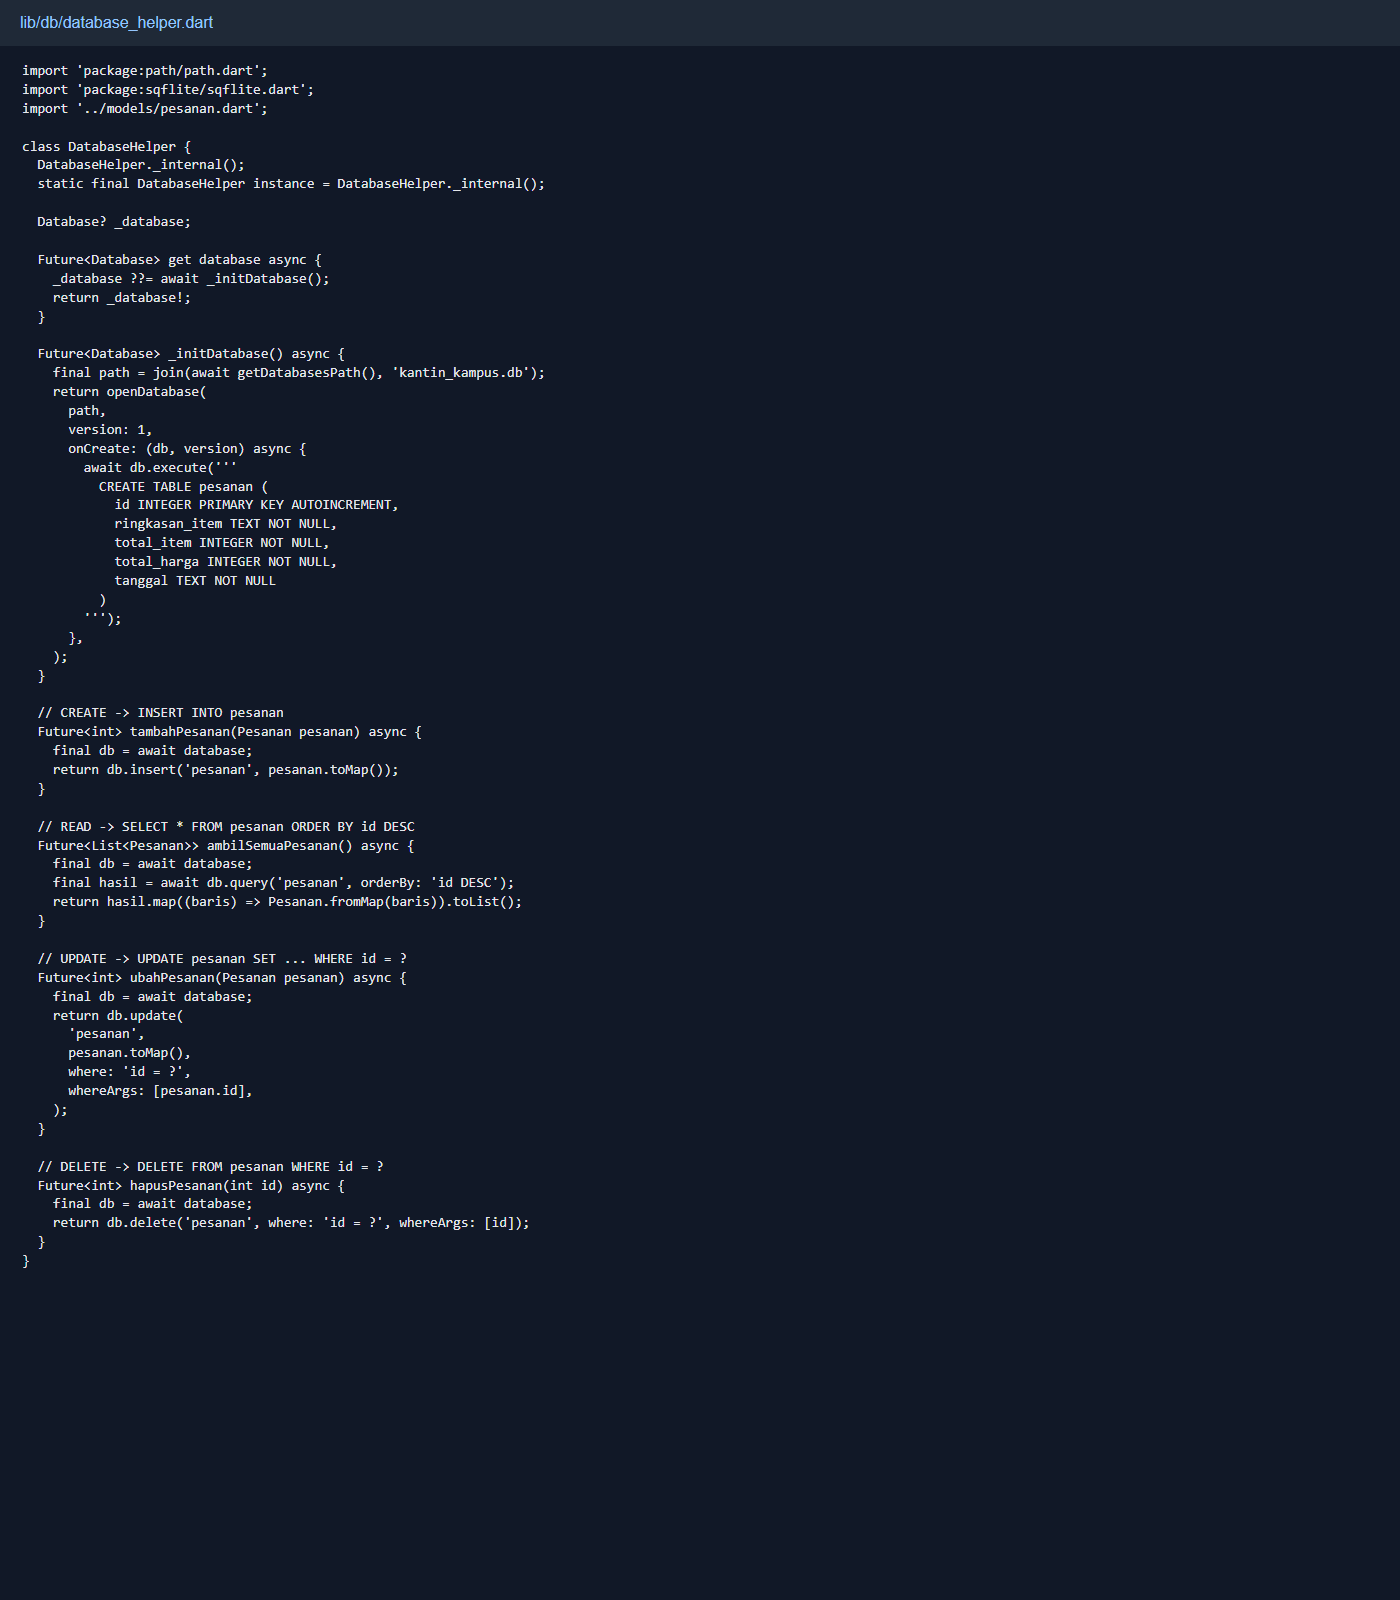 lib/db/database_helper.dart
import 'package:path/path.dart';
import 'package:sqflite/sqflite.dart';
import '../models/pesanan.dart';

class DatabaseHelper {
  DatabaseHelper._internal();
  static final DatabaseHelper instance = DatabaseHelper._internal();

  Database? _database;

  Future<Database> get database async {
    _database ??= await _initDatabase();
    return _database!;
  }

  Future<Database> _initDatabase() async {
    final path = join(await getDatabasesPath(), 'kantin_kampus.db');
    return openDatabase(
      path,
      version: 1,
      onCreate: (db, version) async {
        await db.execute('''
          CREATE TABLE pesanan (
            id INTEGER PRIMARY KEY AUTOINCREMENT,
            ringkasan_item TEXT NOT NULL,
            total_item INTEGER NOT NULL,
            total_harga INTEGER NOT NULL,
            tanggal TEXT NOT NULL
          )
        ''');
      },
    );
  }

  // CREATE -> INSERT INTO pesanan
  Future<int> tambahPesanan(Pesanan pesanan) async {
    final db = await database;
    return db.insert('pesanan', pesanan.toMap());
  }

  // READ -> SELECT * FROM pesanan ORDER BY id DESC
  Future<List<Pesanan>> ambilSemuaPesanan() async {
    final db = await database;
    final hasil = await db.query('pesanan', orderBy: 'id DESC');
    return hasil.map((baris) => Pesanan.fromMap(baris)).toList();
  }

  // UPDATE -> UPDATE pesanan SET ... WHERE id = ?
  Future<int> ubahPesanan(Pesanan pesanan) async {
    final db = await database;
    return db.update(
      'pesanan',
      pesanan.toMap(),
      where: 'id = ?',
      whereArgs: [pesanan.id],
    );
  }

  // DELETE -> DELETE FROM pesanan WHERE id = ?
  Future<int> hapusPesanan(int id) async {
    final db = await database;
    return db.delete('pesanan', where: 'id = ?', whereArgs: [id]);
  }
}